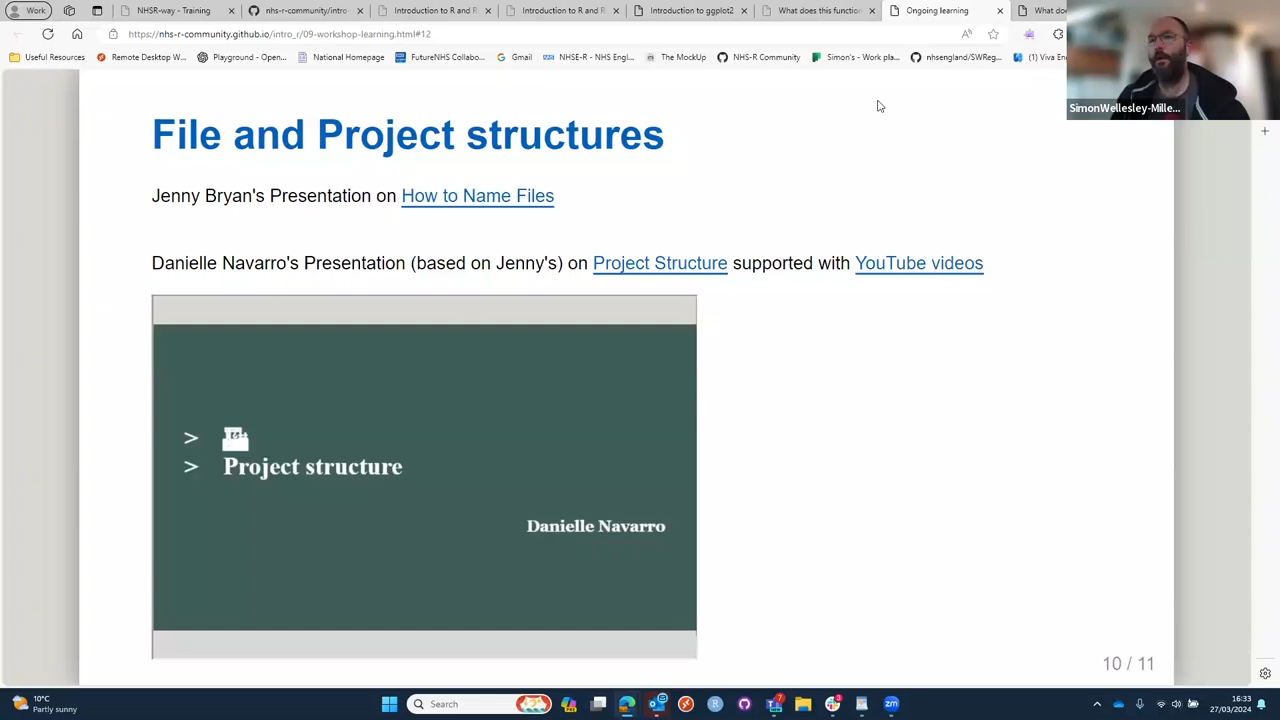 Work
NHSR-way - Training
nhs-r-community/intro
Introduction to R and R
Introduction to R and R
Introduction to ggplot2
What does this function
Ongoing learning
What does
https://nhs-r-community.github.io/intro_r/09-workshop-learning.html#12
Useful Resources
Remote Desktop W...
Playground - Open...
National Homepage
FutureNHS Collabo...
Gmail
NHSE-R - NHS Engl...
The MockUp
NHS-R Community
Simon's - Work pla...
nhsengland/SWReg...
(1) Viva En
SimonWellesley-Mille...
File and Project structures
Jenny Bryan's Presentation on How to Name Files
Danielle Navarro's Presentation (based on Jenny's) on Project Structure supported with YouTube videos
>
> Project structure
Danielle Navarro
10 / 11
10°C
Partly sunny
Search
16:33
27/03/2024